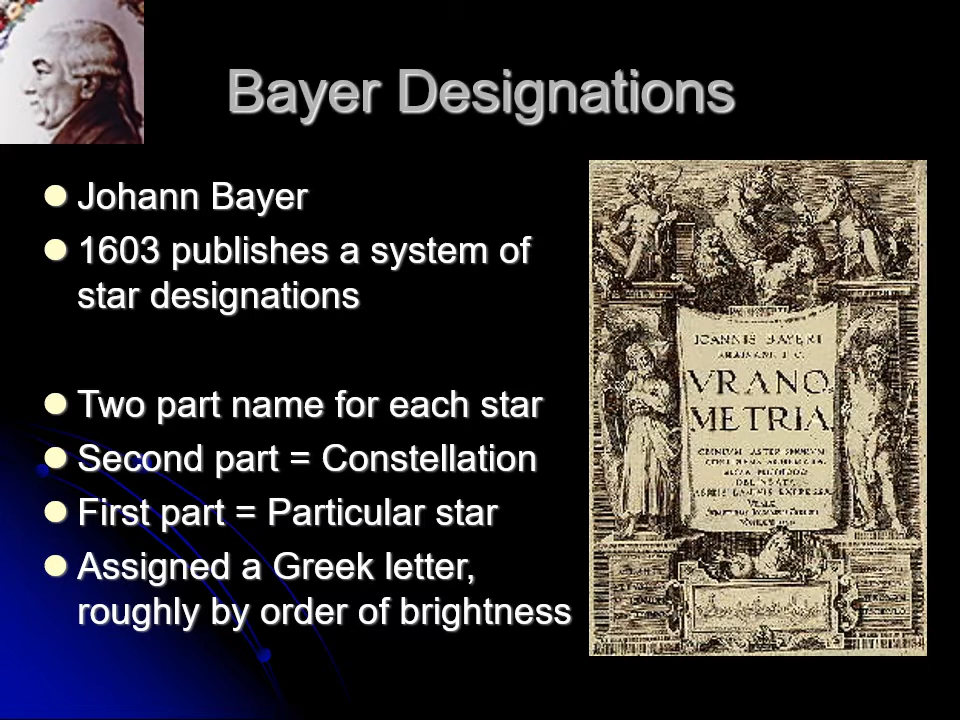 Bayer Designations
Johann Bayer
1603 publishes a system of
star designations
Two part name for each star
Second part = Constellation
First part = Particular star
Assigned a Greek letter,
roughly by order of brightness
IOANNIS BAYERI
VRANO
METRIA